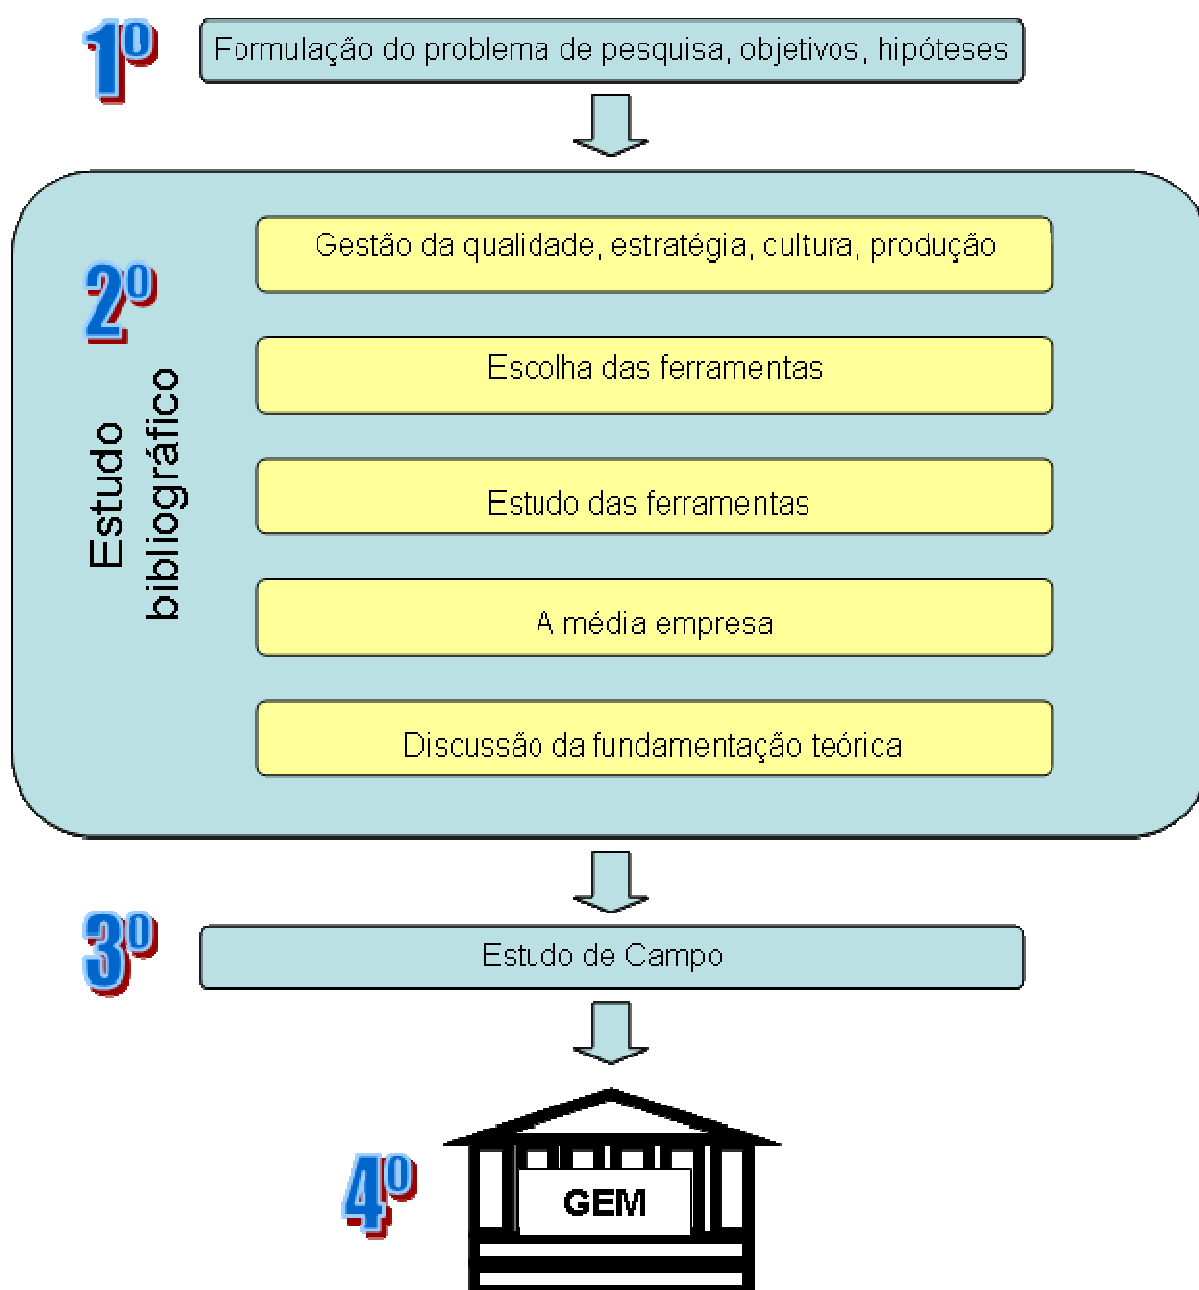 1º
Formulação do problema de pesquisa, objetivos, hipóteses
2º
Estudo
bibliográfico
Gestão da qualidade, estratégia, cultura, produção
Escolha das ferramentas
Estudo das ferramentas
A média empresa
Discussão da fundamentação teórica
3º
Estudo de Campo
4º
GEM